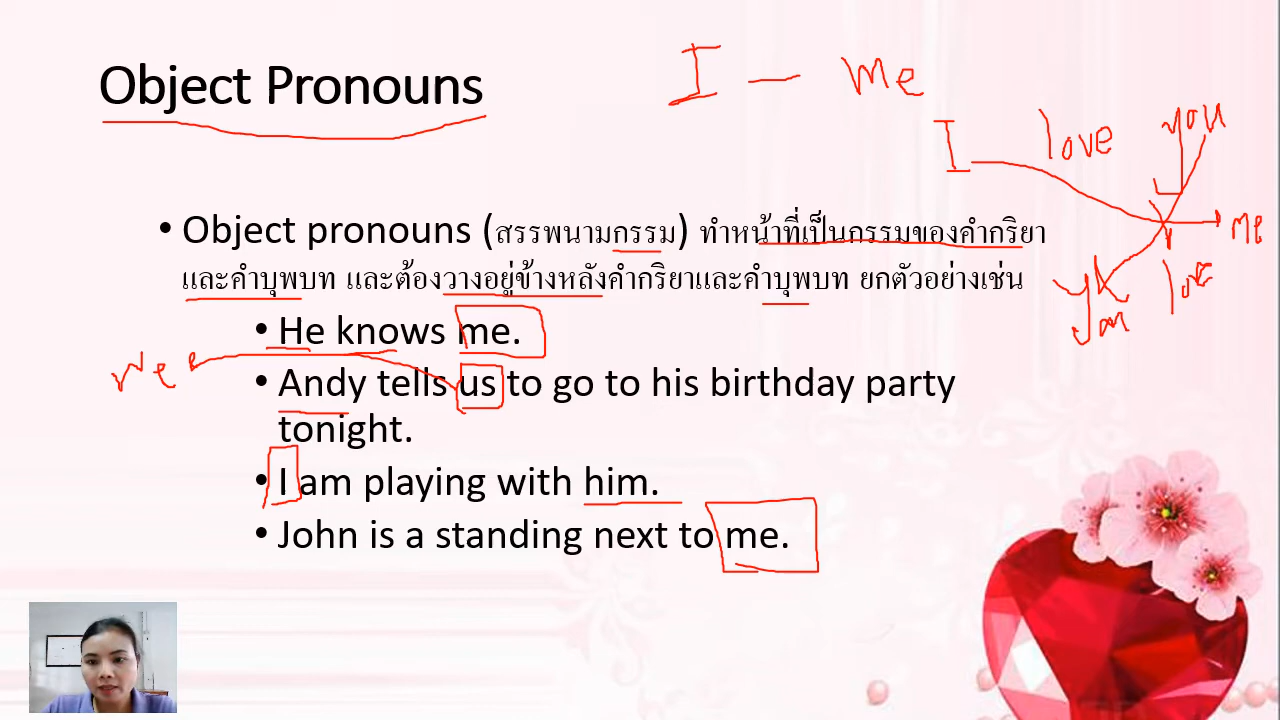 Object Pronouns
I — me
I love you
me
you love
• Object pronouns (สรรพนามกรรม) ทำหน้าที่เป็นกรรมของคำกริยา
และคำบุพบท และต้องวางอยู่ข้างหลังคำกริยาและคำบุพบท ยกตัวอย่างเช่น
• He knows me.
we
• Andy tells us to go to his birthday party
tonight.
• I am playing with him.
• John is a standing next to me.